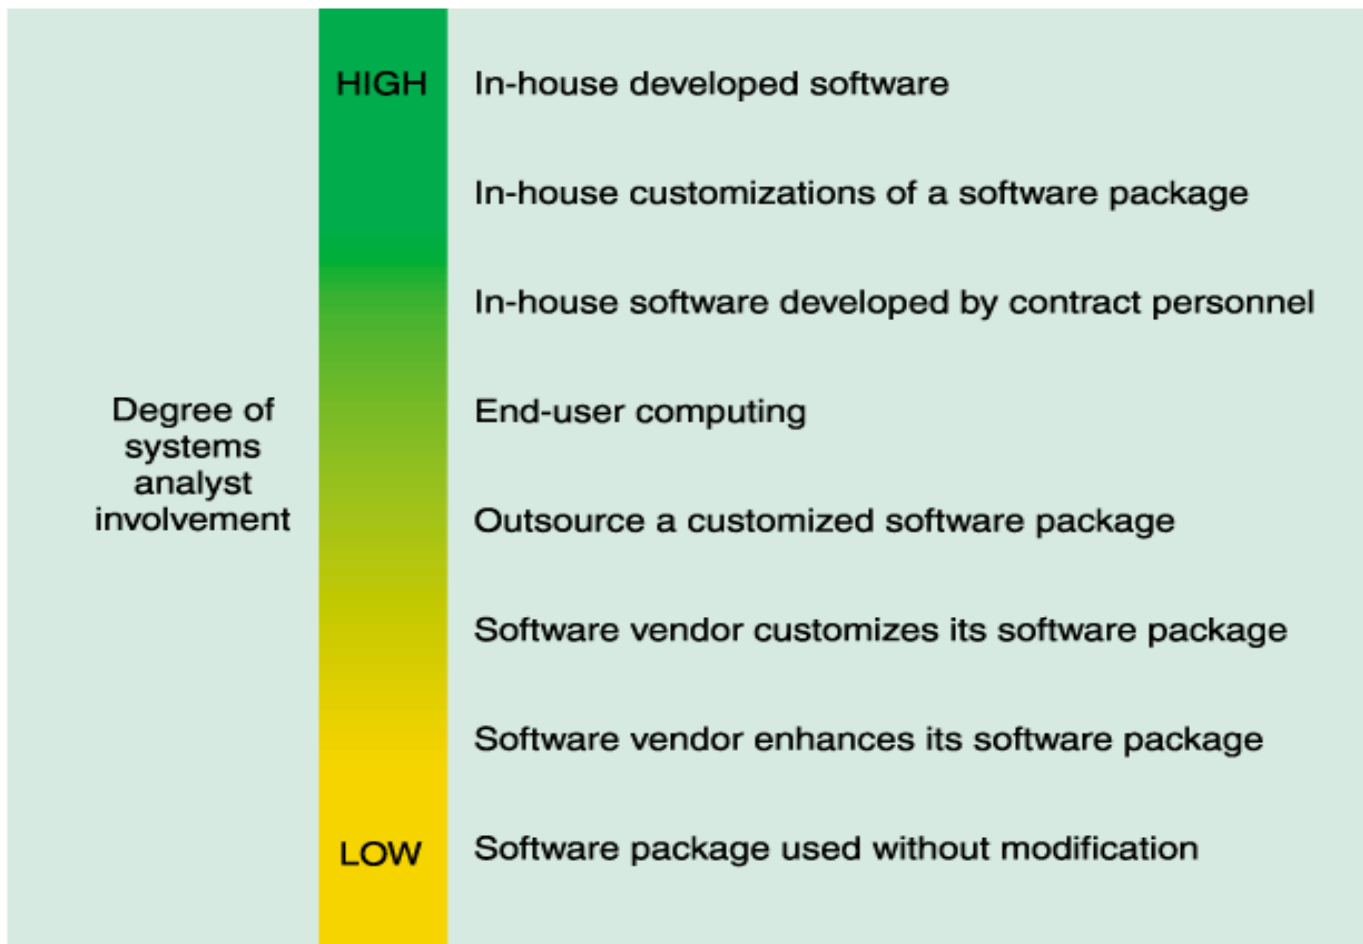 HIGH
In-house developed software
In-house customizations of a software package
In-house software developed by contract personnel
Degree of
systems
analyst
involvement
End-user computing
Outsource a customized software package
Software vendor customizes its software package
Software vendor enhances its software package
LOW
Software package used without modification